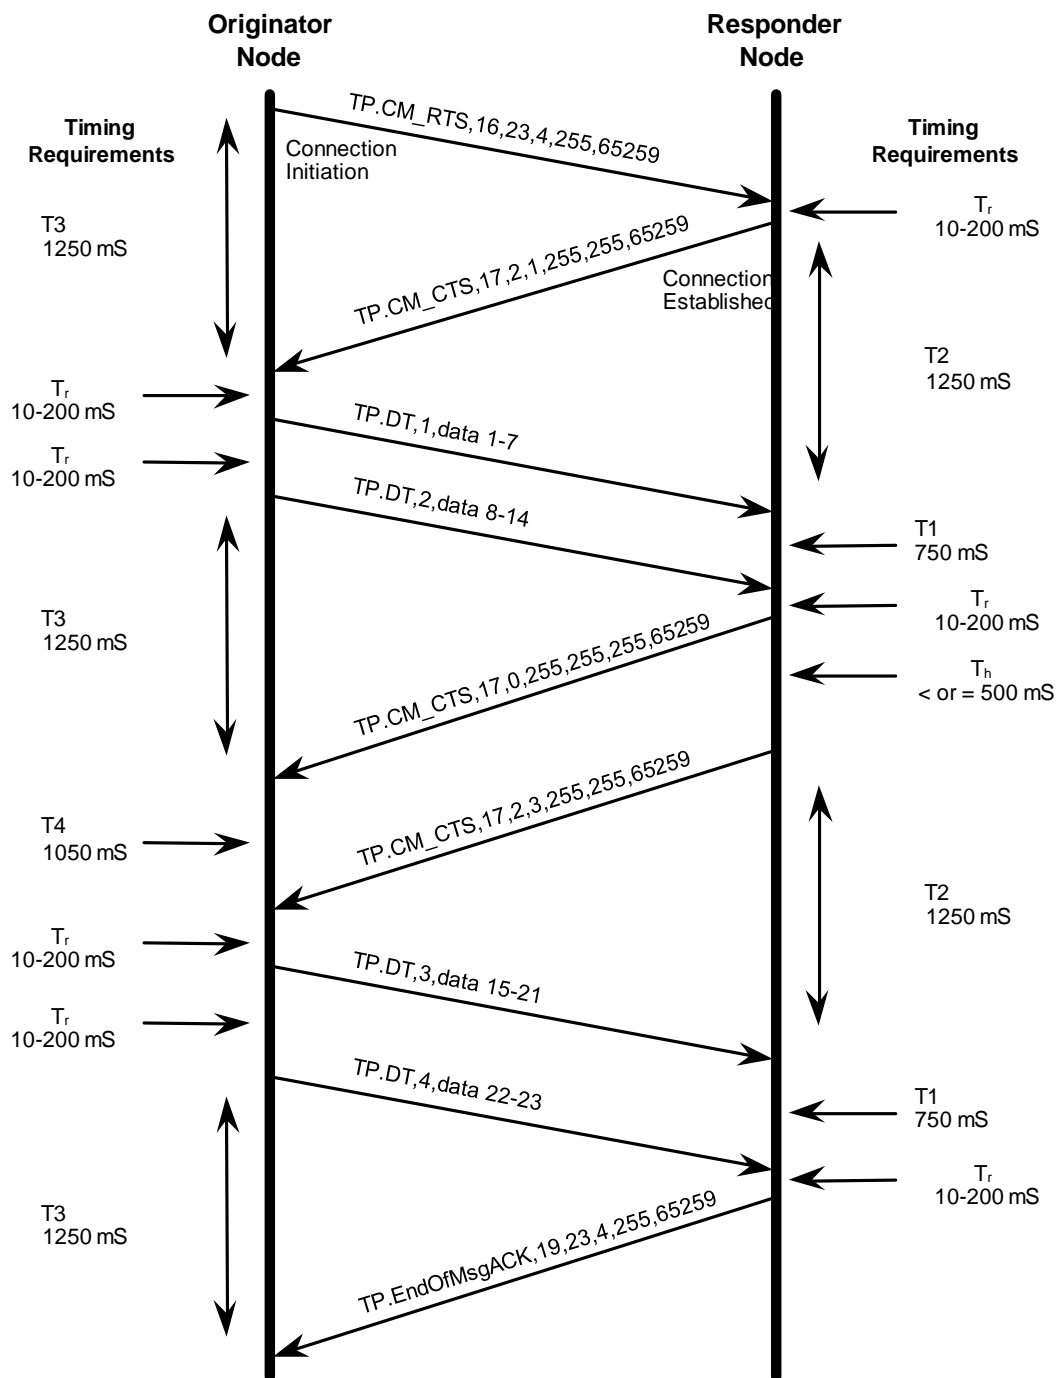 Originator
Node
Responder
Node
Timing
Requirements
Timing
Requirements
TP.CM_RTS,16,23,4,255,65259
Connection
Initiation
Tr
10-200 mS
T3
1250 mS
TP.CM_CTS,17,2,1,255,255,65259
Connection
Established
T2
1250 mS
Tr
10-200 mS
TP.DT,1,data 1-7
Tr
10-200 mS
TP.DT,2,data 8-14
T1
750 mS
T3
1250 mS
Tr
10-200 mS
TP.CM_CTS,17,0,255,255,255,65259
Th
< or = 500 mS
TP.CM_CTS,17,2,3,255,255,65259
T4
1050 mS
T2
1250 mS
Tr
10-200 mS
TP.DT,3,data 15-21
Tr
10-200 mS
TP.DT,4,data 22-23
T1
750 mS
Tr
10-200 mS
T3
1250 mS
TP.EndOfMsgACK,19,23,4,255,65259